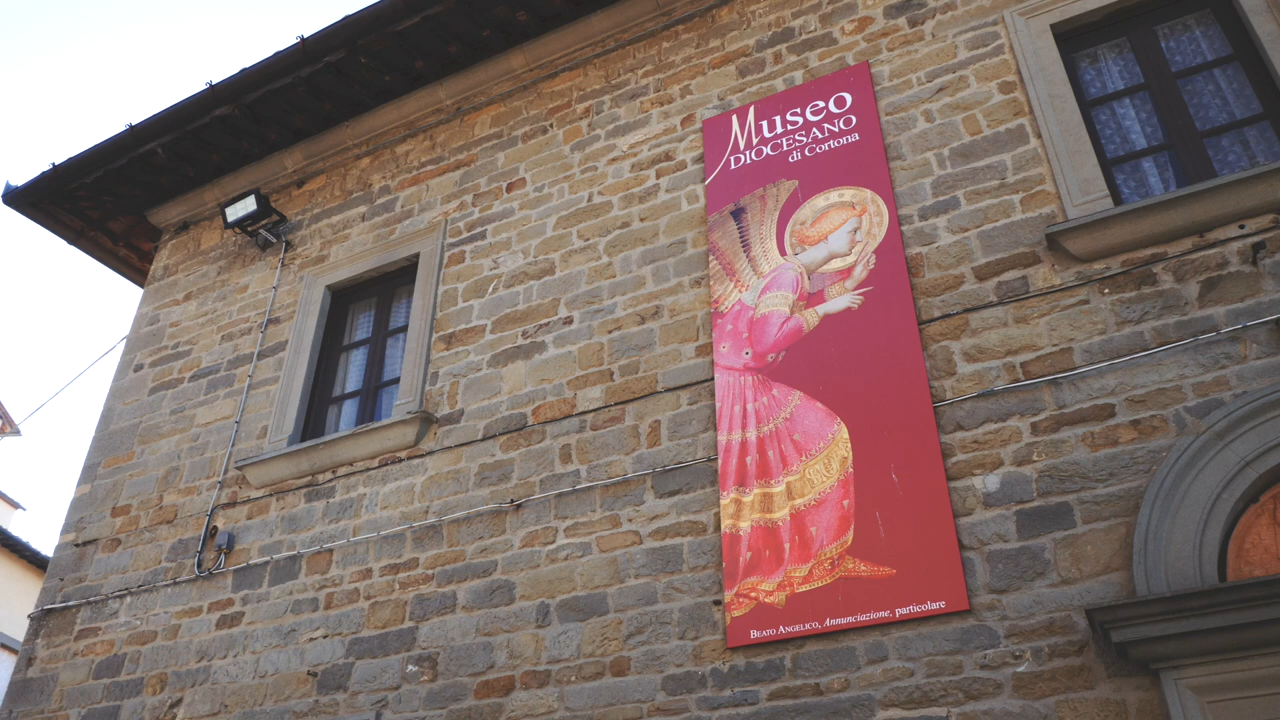 Museo
DIOCESANO
di Cortona
BEATO ANGELICO, Annunciazione, particolare